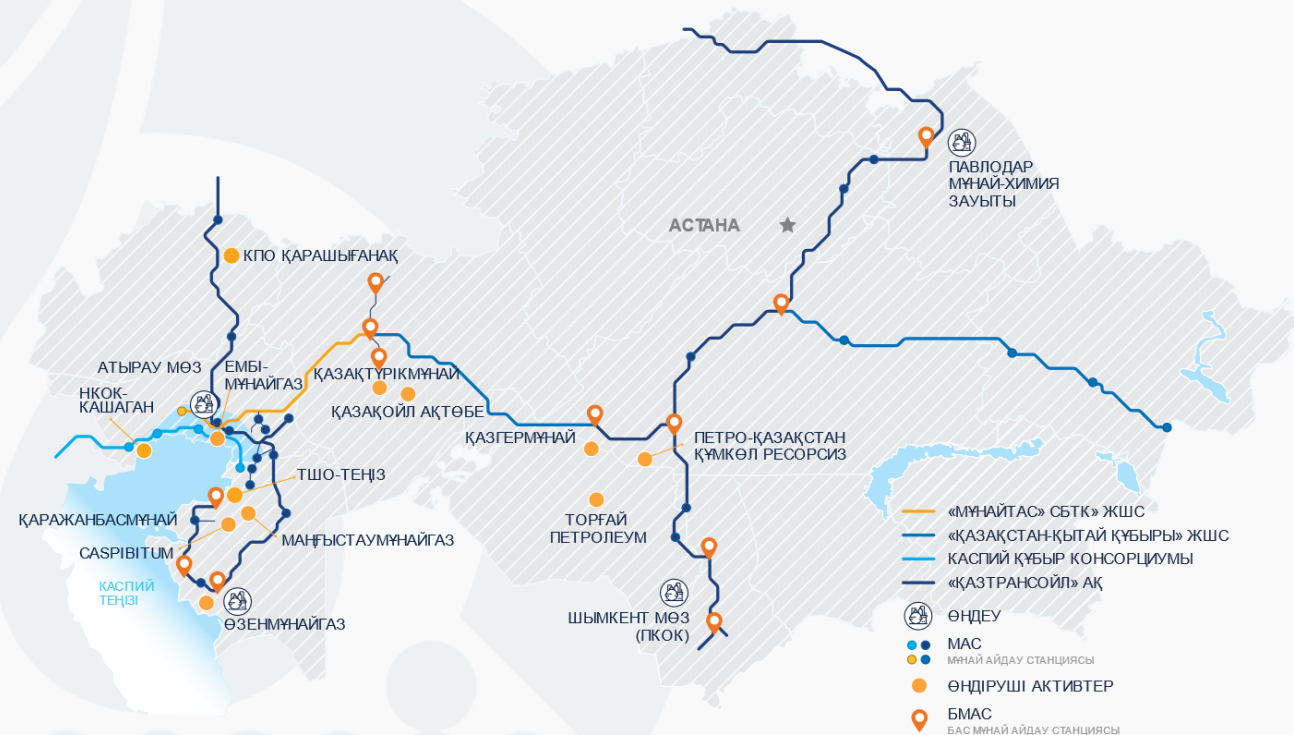 ПАВЛОДАР
МҰНАЙ-ХИМИЯ
ЗАУЫТЫ
АСТАНА
КПО ҚАРАШЫҒАНАҚ
АТЫРАУ МӨЗ
ЕМБІ-
МҰНАЙГАЗ
НКОК-
КАШАГАН
ҚАЗАҚТҮРІКМҰНАЙ
ҚАЗАҚОЙЛ АҚТӨБЕ
ҚАЗГЕРМҰНАЙ
ПЕТРО-ҚАЗАҚСТАН
ҚҰМКӨЛ РЕСОРСИЗ
ТШО-ТЕҢІЗ
ҚАРАЖАНБАСМҰНАЙ
МАҢҒЫСТАУМҰНАЙГАЗ
CASPIBITUM
ТОРҒАЙ
ПЕТРОЛЕУМ
КАСПИЙ
ТЕҢІЗІ
ӨЗЕНМҰНАЙГАЗ
ШЫМКЕНТ МӨЗ
(ПКОК)
«МҰНАЙТАС» СБТК» ЖШС
«ҚАЗАҚСТАН-ҚЫТАЙ ҚҰБЫРЫ» ЖШС
КАСПИЙ ҚҰБЫР КОНСОРЦИУМЫ
«ҚАЗТРАНСОЙЛ» АҚ
ӨҢДЕУ
МАС
МҰНАЙ АЙДАУ СТАНЦИЯСЫ
ӨНДІРУШІ АКТИВТЕР
БМАС
БАС МҰНАЙ АЙДАУ СТАНЦИЯСЫ